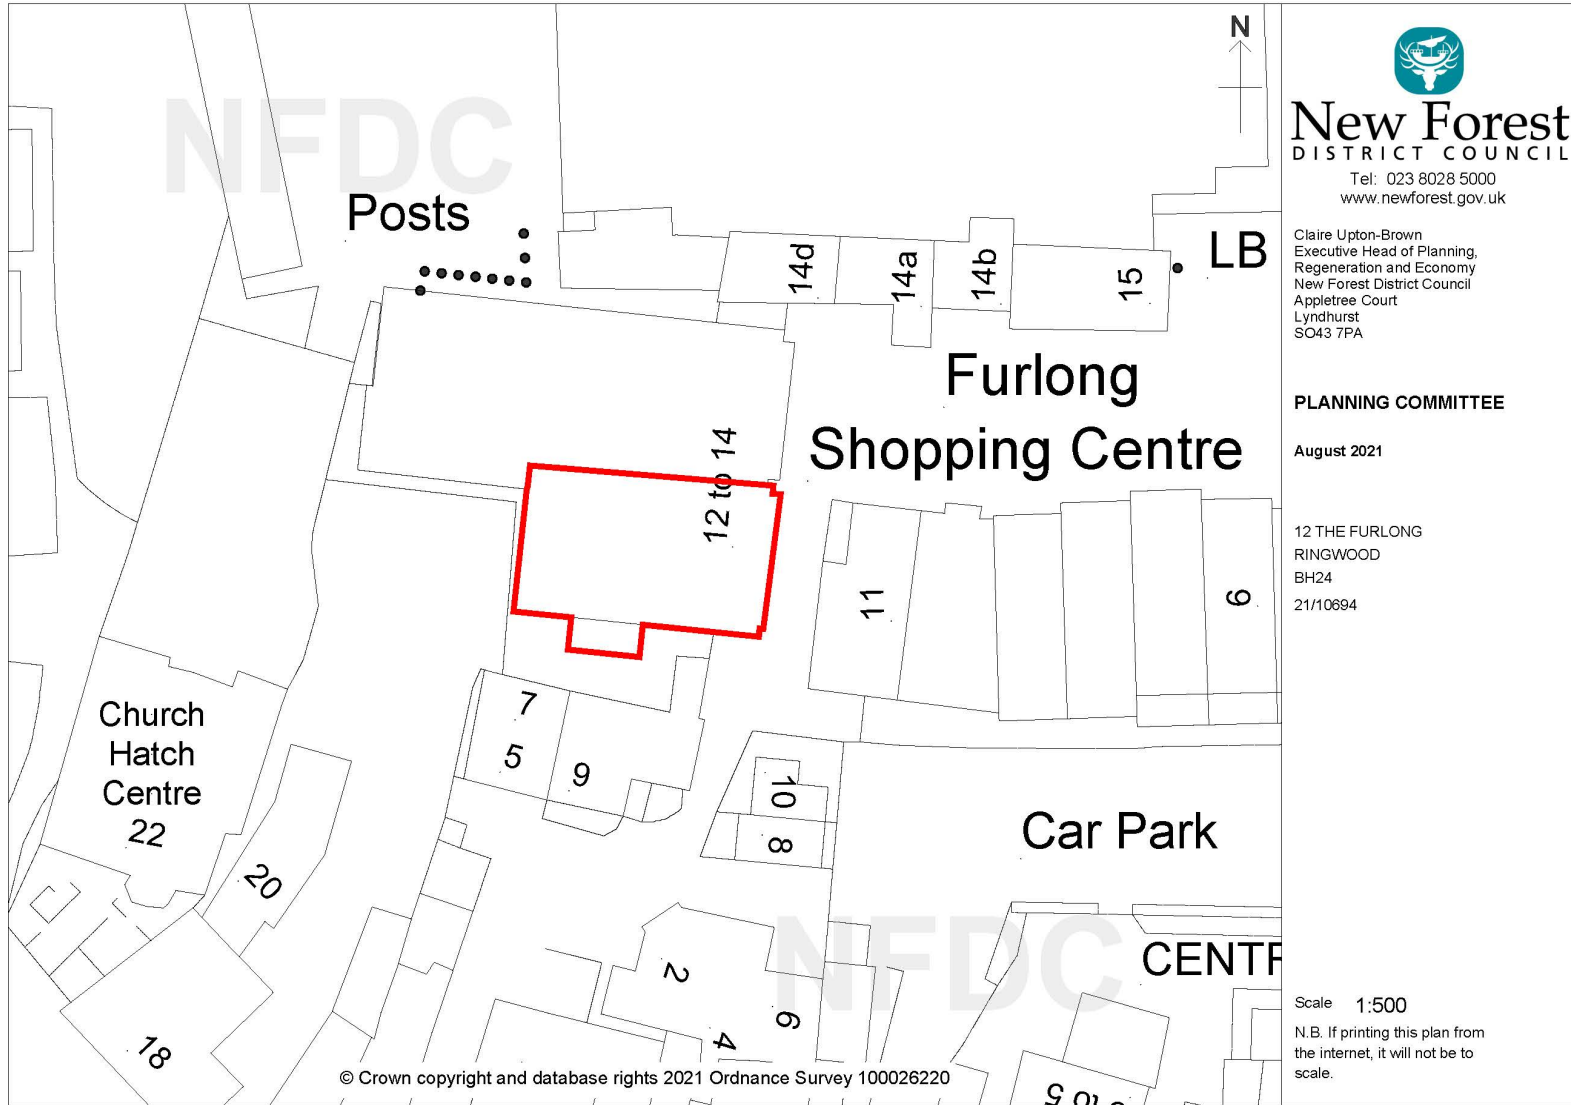 NFDC
Posts
14d
14a
14b
15
LB
Furlong
Shopping Centre
12 to 14
11
9
7
5
9
10
8
Church
Hatch
Centre
22
20
18
Car Park
CENTR
2
6
4
NFDC
© Crown copyright and database rights 2021 Ordnance Survey 100026220
N
New Forest
DISTRICT COUNCIL
Tel: 023 8028 5000
www.newforest.gov.uk
Claire Upton-Brown
Executive Head of Planning,
Regeneration and Economy
New Forest District Council
Appletree Court
Lyndhurst
SO43 7PA
PLANNING COMMITTEE
August 2021
12 THE FURLONG
RINGWOOD
BH24
21/10694
Scale 1:500
N.B. If printing this plan from
the internet, it will not be to
scale.